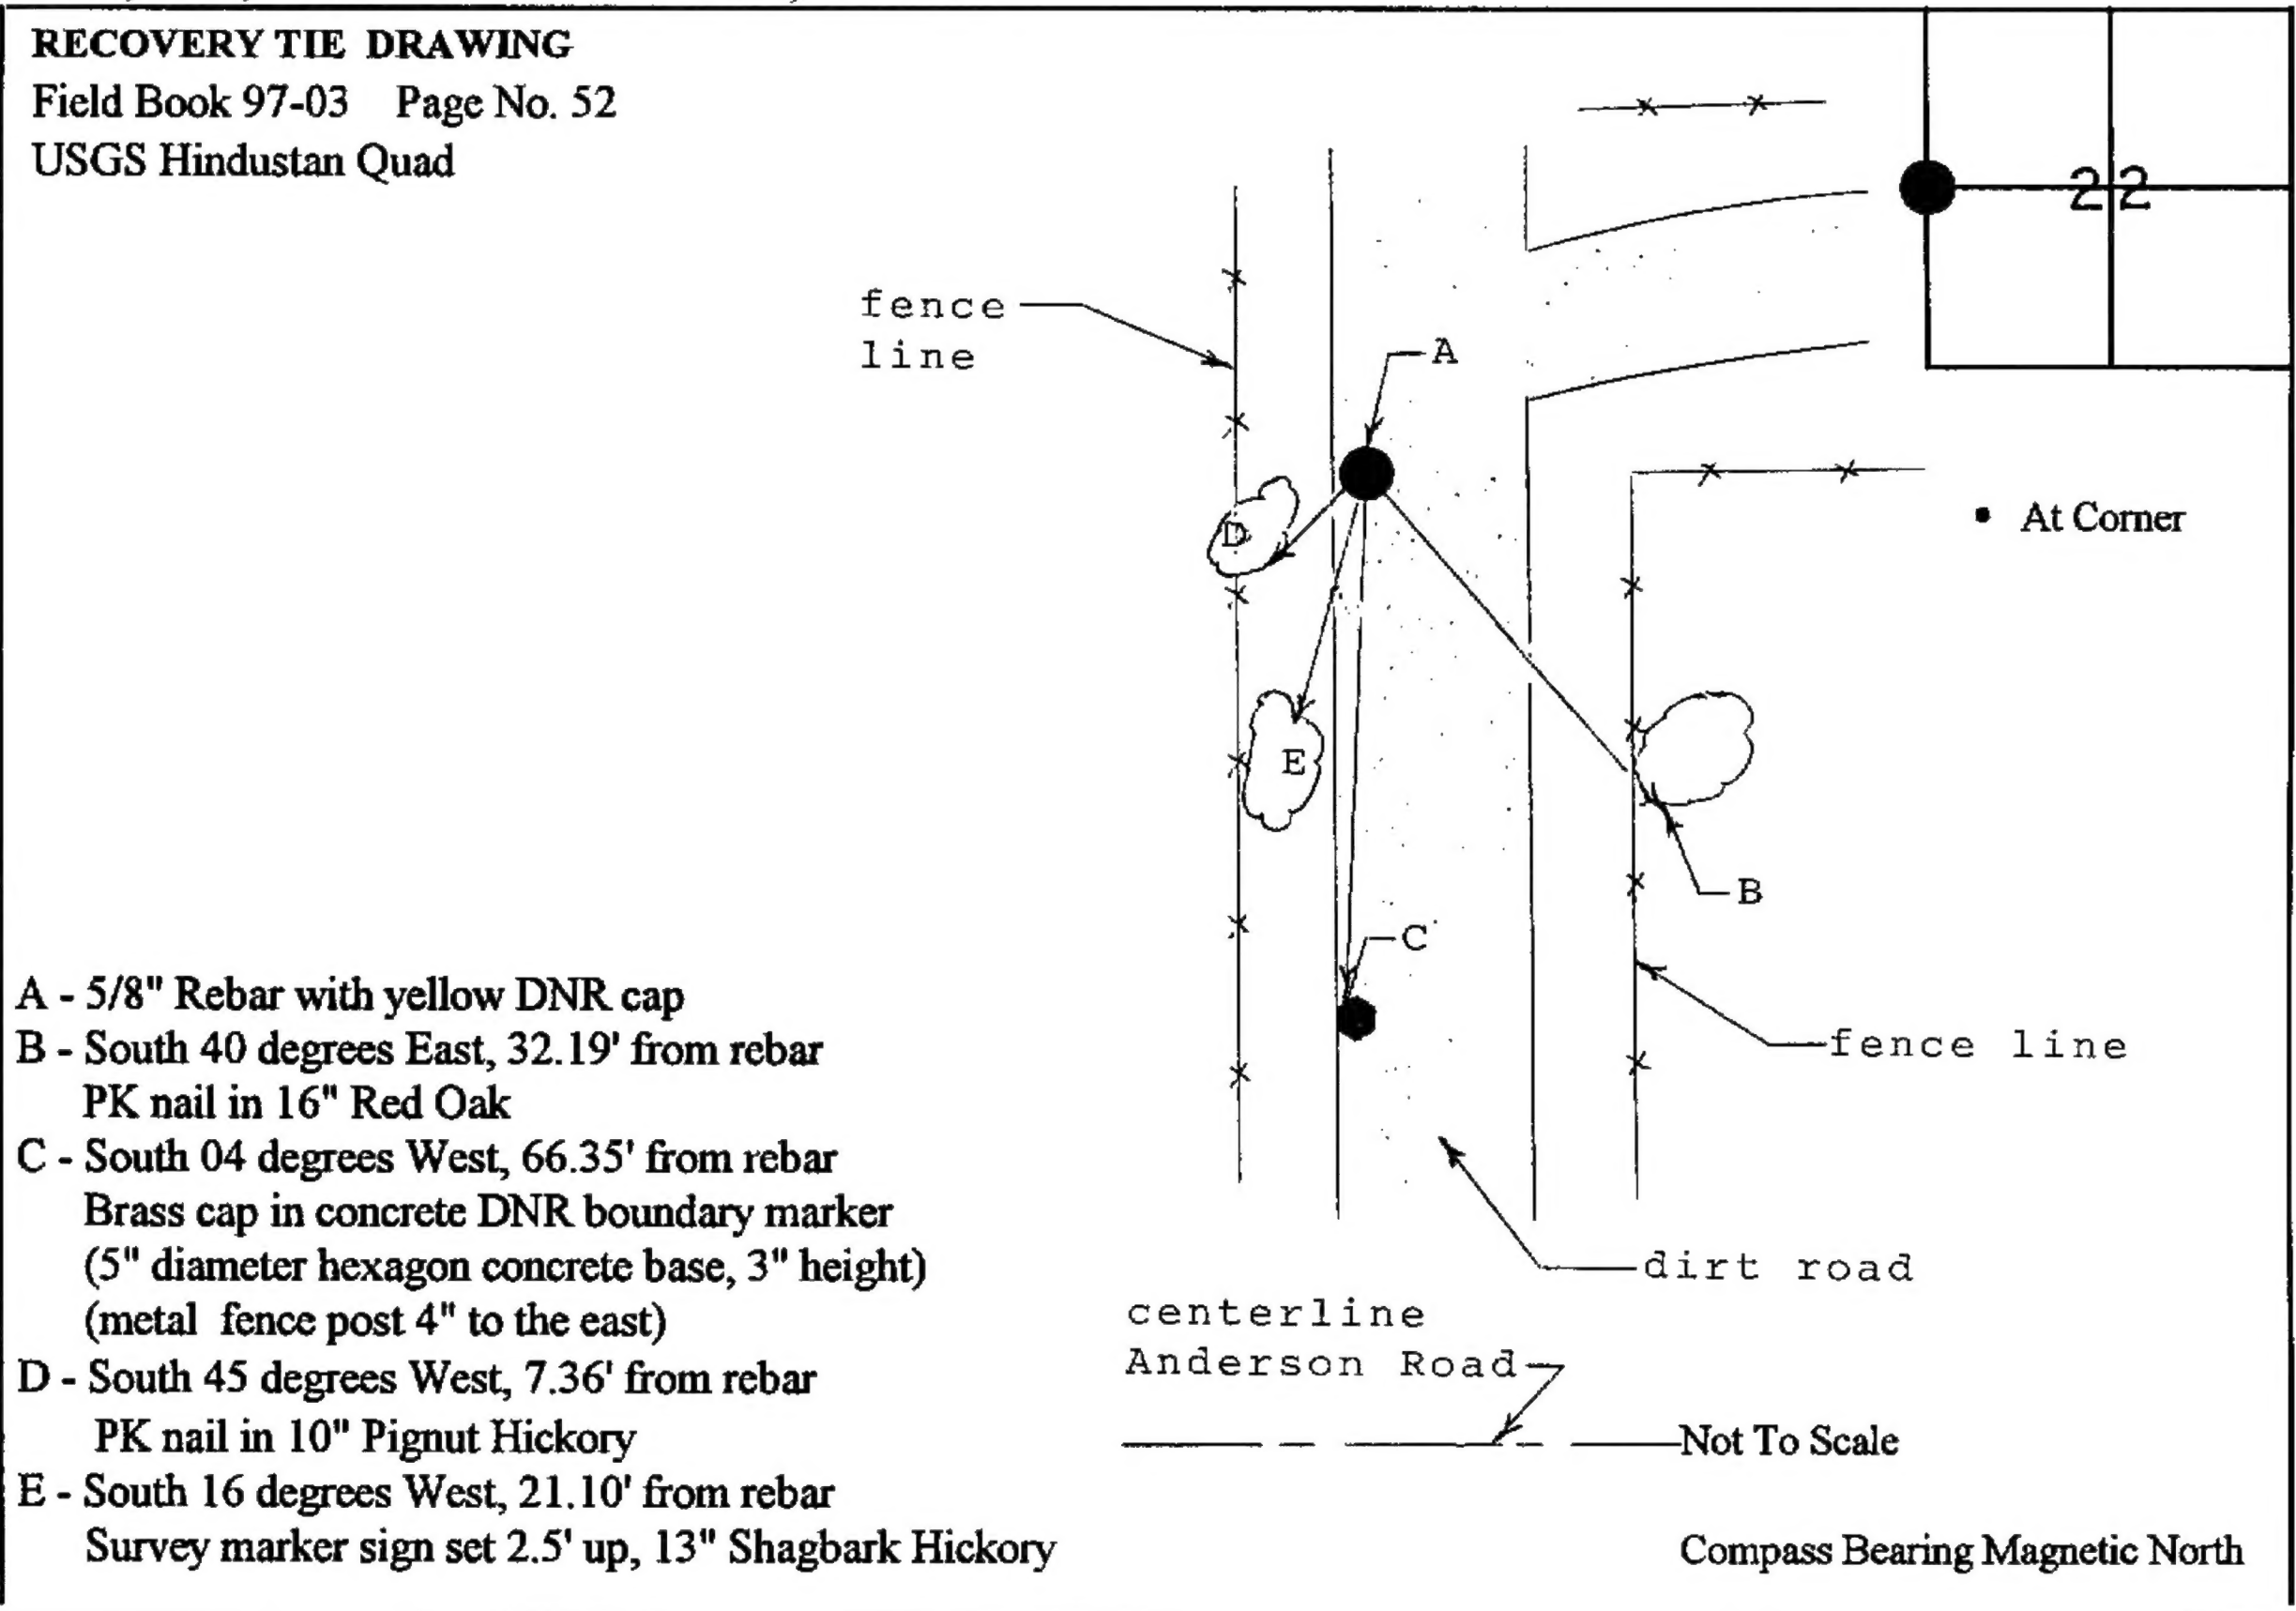 RECOVERY TIE DRAWING
Field Book 97-03 Page No. 52
USGS Hindustan Quad
22
fence
line
A
At Corner
D
E
B
C
fence line
A - 5/8" Rebar with yellow DNR cap
B - South 40 degrees East, 32.19' from rebar
PK nail in 16" Red Oak
C - South 04 degrees West, 66.35' from rebar
Brass cap in concrete DNR boundary marker
(5" diameter hexagon concrete base, 3" height)
(metal fence post 4" to the east)
D - South 45 degrees West, 7.36' from rebar
PK nail in 10" Pignut Hickory
E - South 16 degrees West, 21.10' from rebar
Survey marker sign set 2.5' up, 13" Shagbark Hickory
dirt road
centerline
Anderson Road
Not To Scale
Compass Bearing Magnetic North